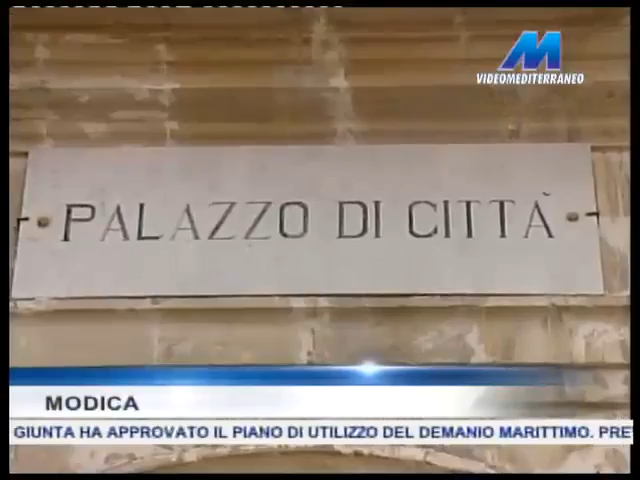 M
VIDEOMEDITERRANEO
PALAZZO DI CITTÀ
MODICA
GIUNTA HA APPROVATO IL PIANO DI UTILIZZO DEL DEMANIO MARITTIMO. PRE